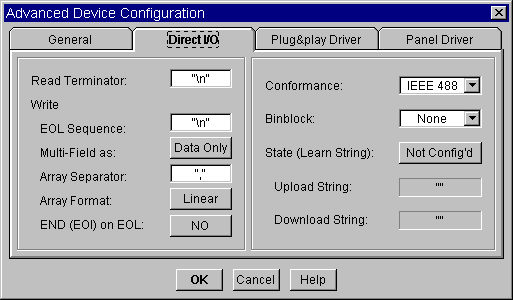 Advanced Device Configuration
General Direct I/O Plug&play Driver Panel Driver
Read Terminator: "\n"
Write
EOL Sequence: "\n"
Multi-Field as: Data Only
Array Separator: ","
Array Format: Linear
END (EOI) on EOL: NO
Conformance: IEEE 488
Binblock: None
State (Learn String): Not Config'd
Upload String: ""
Download String: ""
OK Cancel Help